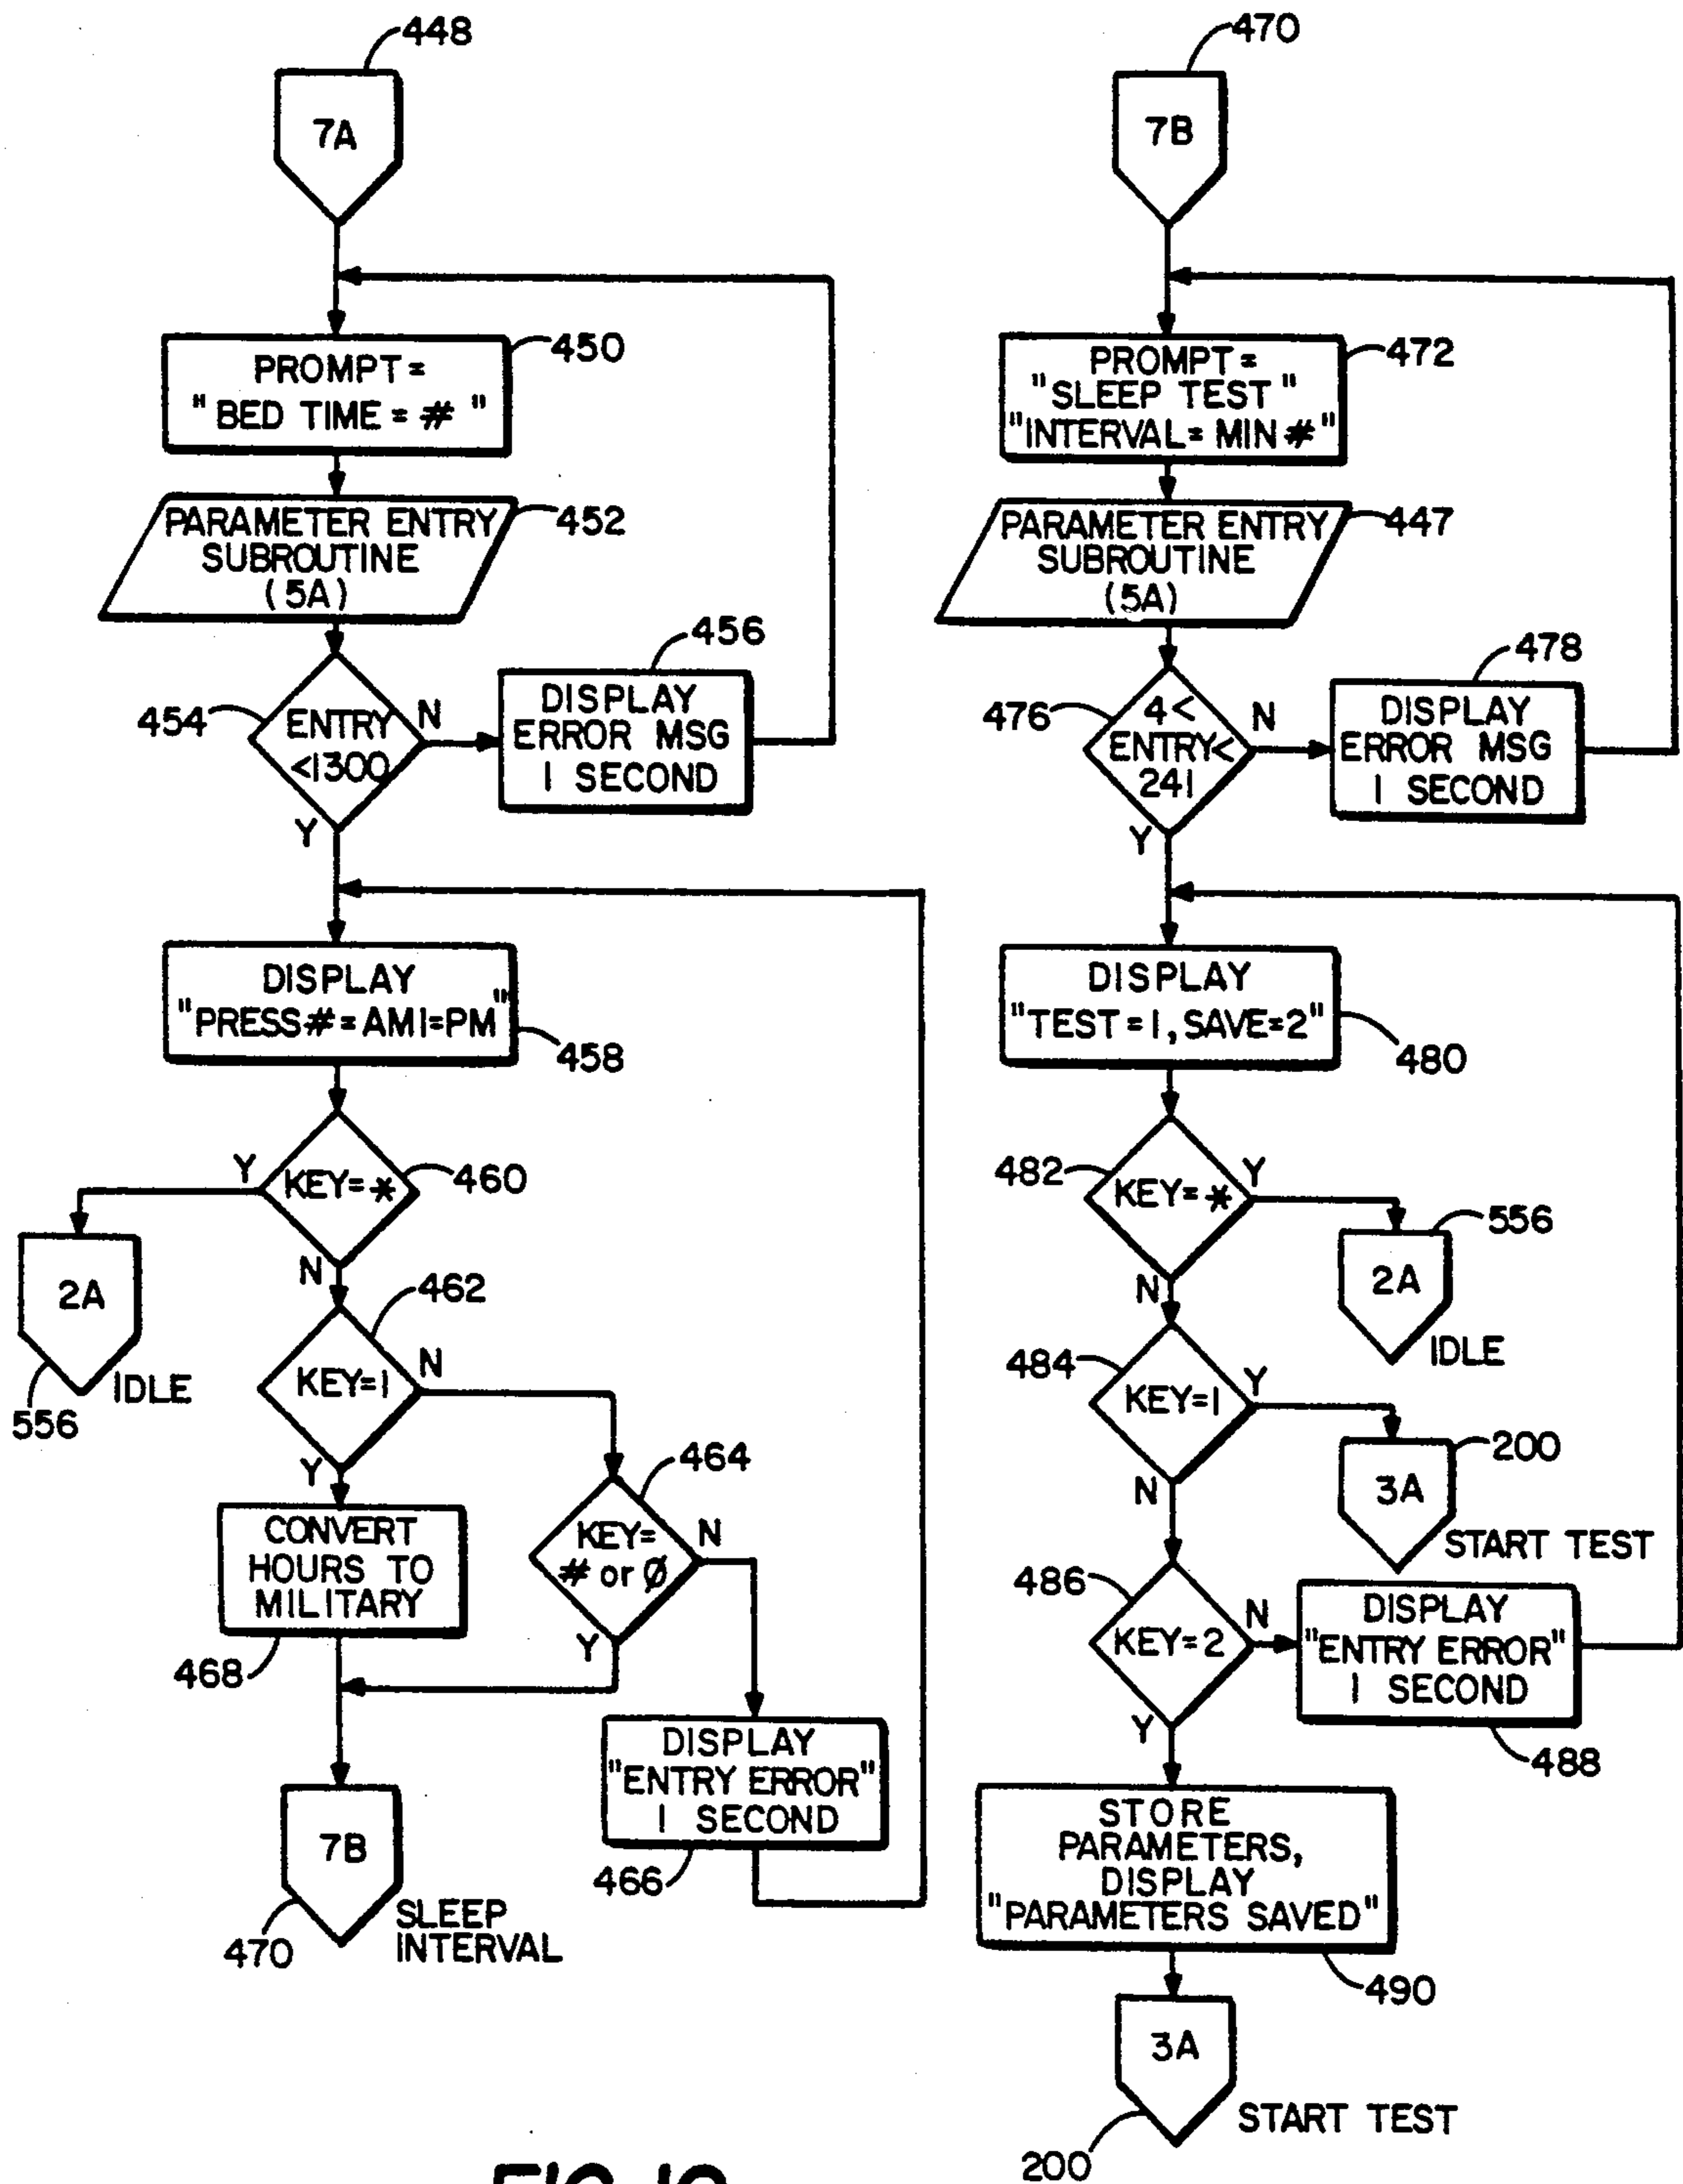 448
7A
450
PROMPT =
"BED TIME = #"
452
PARAMETER ENTRY
SUBROUTINE
(5A)
454
ENTRY
<1300
N
Y
456
DISPLAY
ERROR MSG
1 SECOND
DISPLAY
"PRESS # = AM 1 = PM"
458
460
KEY = *
Y
N
2A
IDLE
556
462
KEY=1
N
Y
464
KEY=
# or Ø
N
Y
CONVERT
HOURS TO
MILITARY
468
DISPLAY
"ENTRY ERROR"
1 SECOND
466
7B
470
SLEEP
INTERVAL
470
7B
472
PROMPT =
"SLEEP TEST"
"INTERVAL= MIN #"
447
PARAMETER ENTRY
SUBROUTINE
(5A)
476
4<
ENTRY<
241
N
Y
478
DISPLAY
ERROR MSG
1 SECOND
DISPLAY
"TEST = 1, SAVE=2"
480
482
KEY= *
Y
N
556
2A
IDLE
484
KEY=1
Y
N
200
3A
START TEST
486
KEY=2
N
Y
DISPLAY
"ENTRY ERROR"
1 SECOND
488
STORE
PARAMETERS,
DISPLAY
"PARAMETERS SAVED"
490
3A
START TEST
200